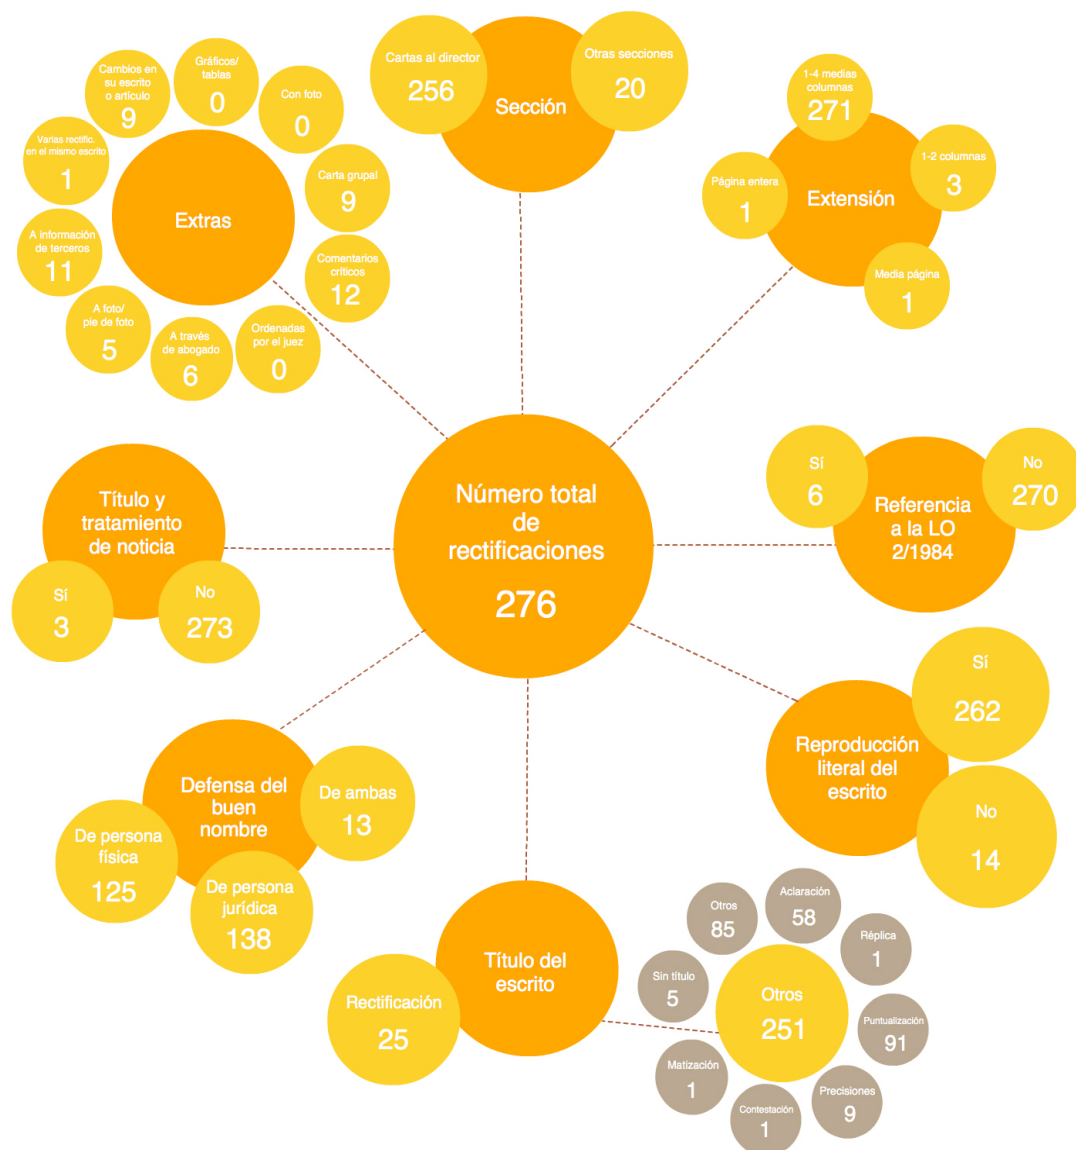 Cartas al director
256
Otras secciones
20
Sección
Gráficos/
tablas
0
Cambios en
su escrito
o artículo
9
Con foto
0
Varias rectific.
en el mismo escrito
1
Carta grupal
9
Extras
A información
de terceros
11
Comentarios
críticos
12
A foto/
pie de foto
5
A través
de abogado
6
Ordenadas
por el juez
0
1-4 medias
columnas
271
1-2 columnas
3
Página entera
1
Extensión
Media página
1
Número total
de
rectificaciones
276
Título y
tratamiento
de noticia
Sí
3
No
273
Sí
6
No
270
Referencia
a la LO
2/1984
Sí
262
Reproducción
literal del
escrito
No
14
Defensa del
buen
nombre
De ambas
13
De persona
física
125
De persona
jurídica
138
Título del
escrito
Rectificación
25
Otros
251
Otros
85
Aclaración
58
Réplica
1
Sin título
5
Puntualización
91
Matización
1
Contestación
1
Precisiones
9